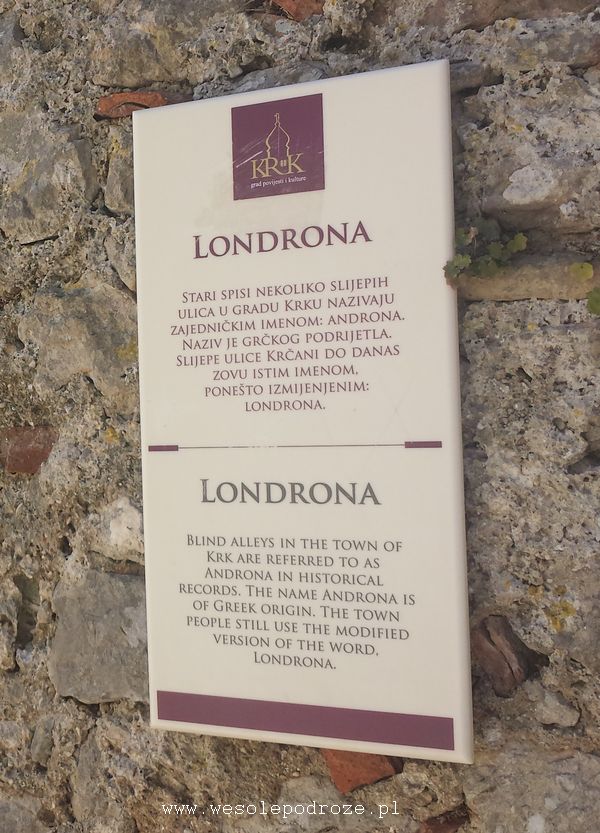 KRK
grad povijesti i kulture
LONDRONA
STARI SPISI NEKOLIKO SLIJEPIH
ULICA U GRADU KRKU NAZIVAJU
ZAJEDNIČKIM IMENOM: ANDRONA.
NAZIV JE GRČKOG PODRIJETLA.
SLIJEPE ULICE KRČANI DO DANAS
ZOVU ISTIM IMENOM,
PONEŠTO IZMIJENJENIM:
LONDRONA.
LONDRONA
BLIND ALLEYS IN THE TOWN OF
KRK ARE REFERRED TO AS
ANDRONA IN HISTORICAL
RECORDS. THE NAME ANDRONA IS
OF GREEK ORIGIN. THE TOWN
PEOPLE STILL USE THE MODIFIED
VERSION OF THE WORD,
LONDRONA.
www.wesolepodroze.pl